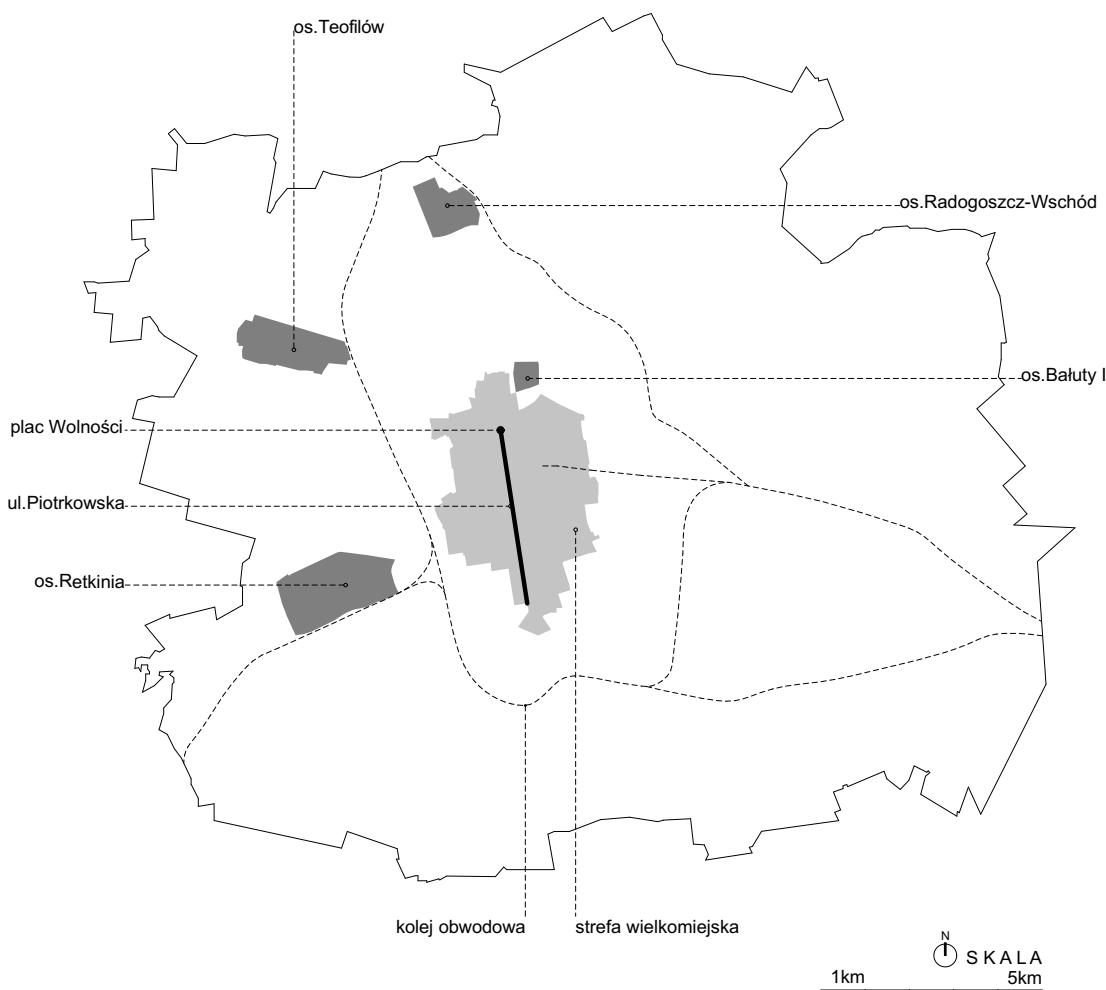 os.Teofilów
os.Radogoszcz-Wschód
os.Bałuty I
plac Wolności
ul.Piotrkowska
os.Retkinia
kolej obwodowa
strefa wielkomiejska
N
SKALA
1km 5km